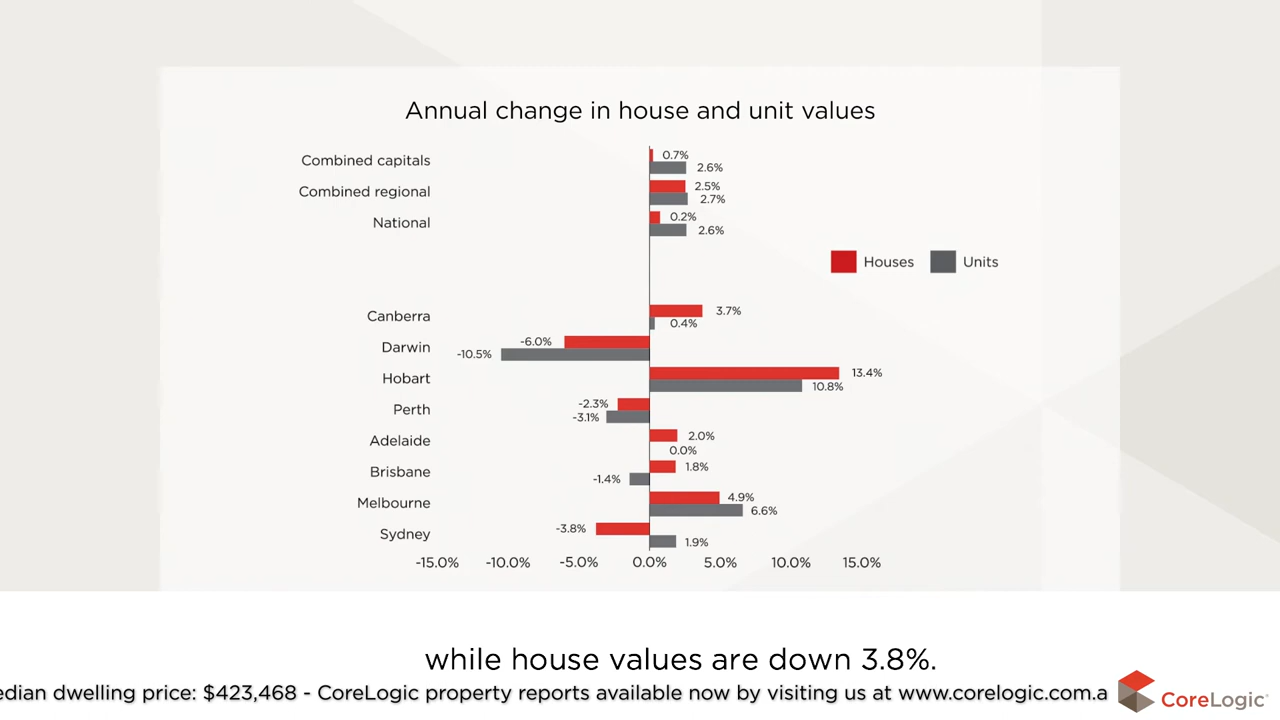 Annual change in house and unit values
Combined capitals 0.7% 2.6%
Combined regional 2.5% 2.7%
National 0.2% 2.6%
Houses Units
Canberra 3.7% 0.4%
Darwin -6.0% -10.5%
Hobart 13.4% 10.8%
Perth -2.3% -3.1%
Adelaide 2.0% 0.0%
Brisbane 1.8% -1.4%
Melbourne 4.9% 6.6%
Sydney -3.8% 1.9%
-15.0% -10.0% -5.0% 0.0% 5.0% 10.0% 15.0%
while house values are down 3.8%.
edian dwelling price: $423,468 - CoreLogic property reports available now by visiting us at www.corelogic.com.a
CoreLogic